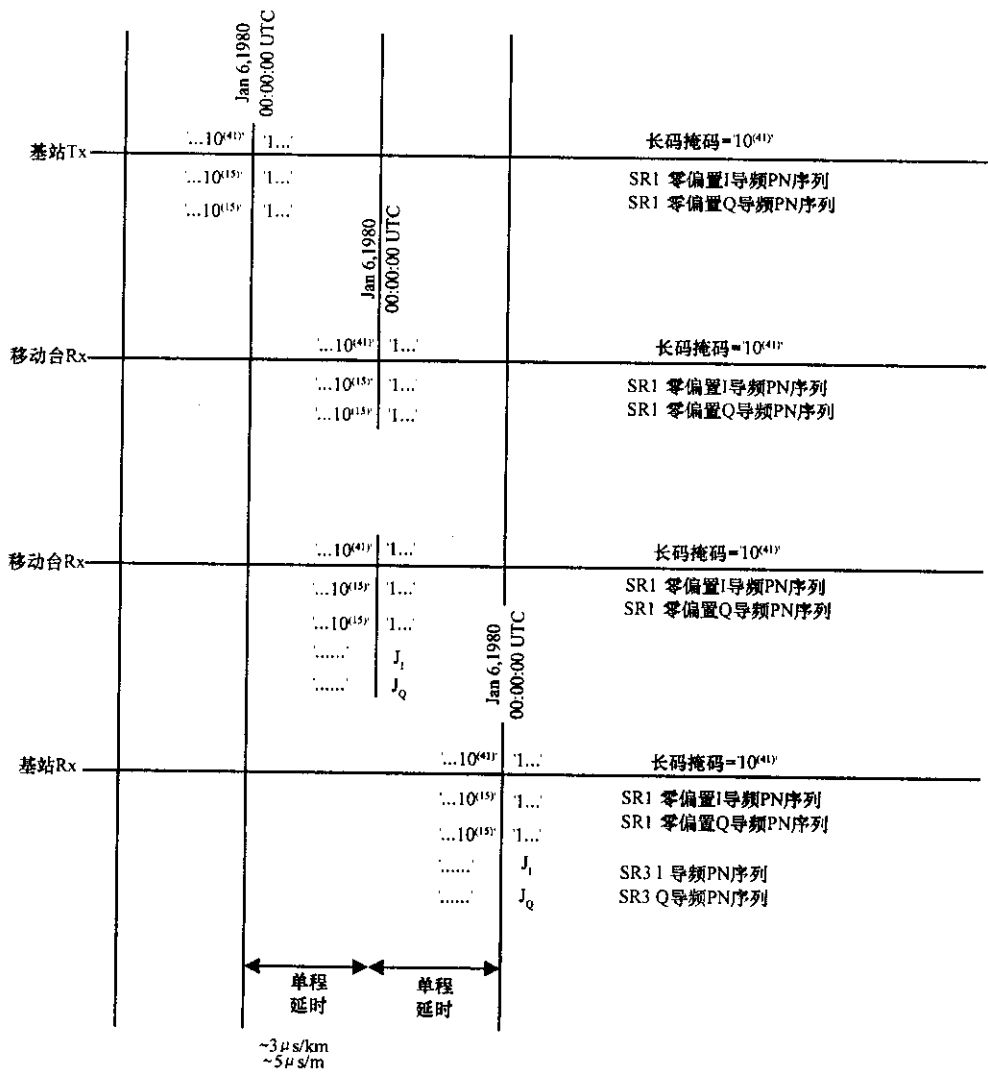 Jan 6,1980
00:00:00 UTC
'...10⁽⁴¹⁾' '1...'
长码掩码=10⁽⁴¹⁾'
基站Tx
'...10⁽¹⁵⁾' '1...'
SR1 零偏置I导频PN序列
'...10⁽¹⁵⁾' '1...'
SR1 零偏置Q导频PN序列
Jan 6,1980
00:00:00 UTC
'...10⁽⁴¹⁾' '1...'
长码掩码='10⁽⁴¹⁾'
移动台Rx
'...10⁽¹⁵⁾' '1...'
SR1 零偏置I导频PN序列
'...10⁽¹⁵⁾' '1...'
SR1 零偏置Q导频PN序列
'...10⁽⁴¹⁾' '1...'
长码掩码='10⁽⁴¹⁾'
移动台Rx
'...10⁽¹⁵⁾' '1...'
SR1 零偏置I导频PN序列
'...10⁽¹⁵⁾' '1...'
SR1 零偏置Q导频PN序列
'......' J_I
'......' J_Q
Jan 6,1980
00:00:00 UTC
'...10⁽⁴¹⁾' '1...'
长码掩码='10⁽⁴¹⁾'
基站Rx
'...10⁽¹⁵⁾' '1...'
SR1 零偏置I导频PN序列
'...10⁽¹⁵⁾' '1...'
SR1 零偏置Q导频PN序列
'......' J_I
SR3 I 导频PN序列
'......' J_Q
SR3 Q导频PN序列
单程
延时
单程
延时
~3μs/km
~5μs/m